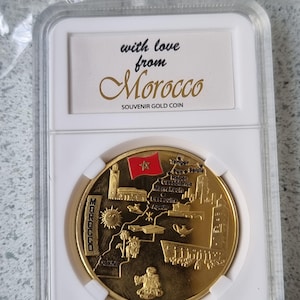 with love
from
Morocco
SOUVENIR GOLD COIN
MOROCCO